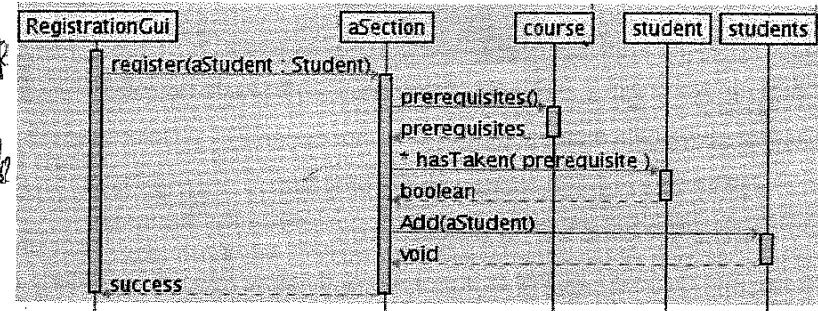 RegistrationGui aSection course student students
register(aStudent : Student)
prerequisites()
prerequisites
* hasTaken( prerequisite )
boolean
Add(aStudent)
void
success